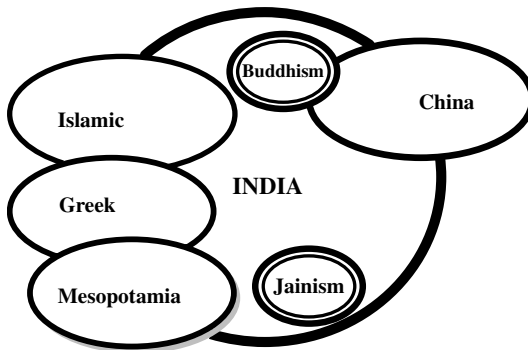 Buddhism
China
Islamic
INDIA
Greek
Jainism
Mesopotamia